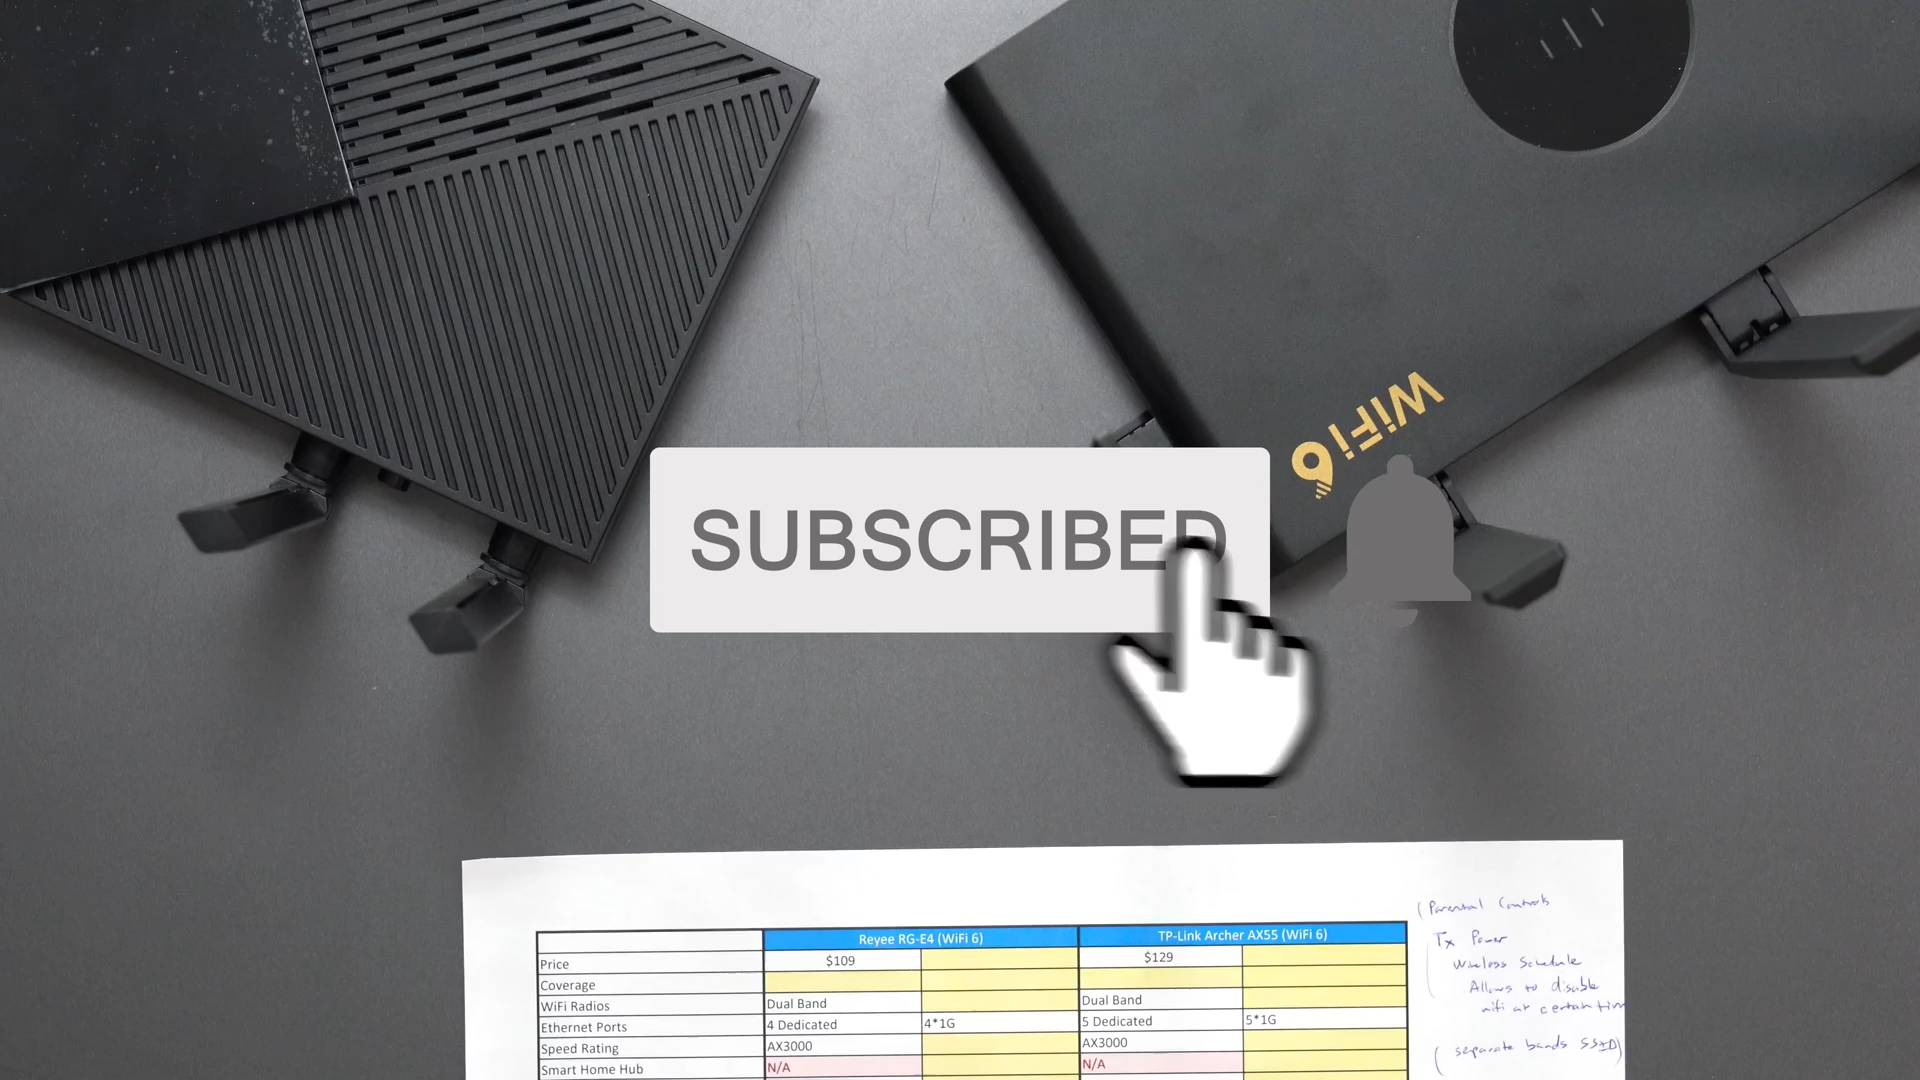 WiFi6
SUBSCRIBED
Reyee RG-E4 (WiFi 6) TP-Link Archer AX55 (WiFi 6)
Price $109 $129
Coverage
WiFi Radios Dual Band Dual Band
Ethernet Ports 4 Dedicated 4*1G 5 Dedicated 5*1G
Speed Rating AX3000 AX3000
Smart Home Hub N/A N/A
(Parental Controls
Tx Power
Wireless Schedule
Allows to disable
wifi at certain tim
(separate bands SSID)